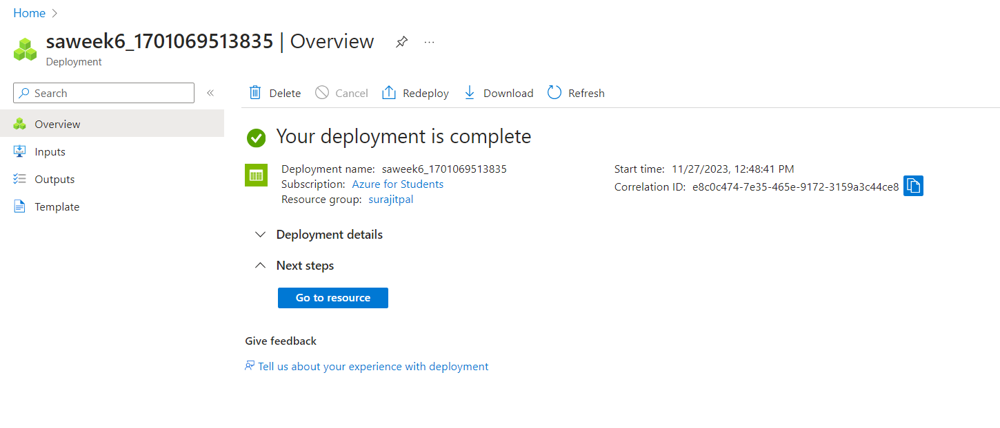 Home
saweek6_1701069513835 | Overview
...
Deployment
Search
«
Delete
Cancel
Redeploy
Download
Refresh
Overview
Inputs
Outputs
Template
Your deployment is complete
Deployment name: saweek6_1701069513835
Subscription: Azure for Students
Resource group: surajitpal
Start time: 11/27/2023, 12:48:41 PM
Correlation ID: e8c0c474-7e35-465e-9172-3159a3c44ce8
Deployment details
Next steps
Go to resource
Give feedback
Tell us about your experience with deployment